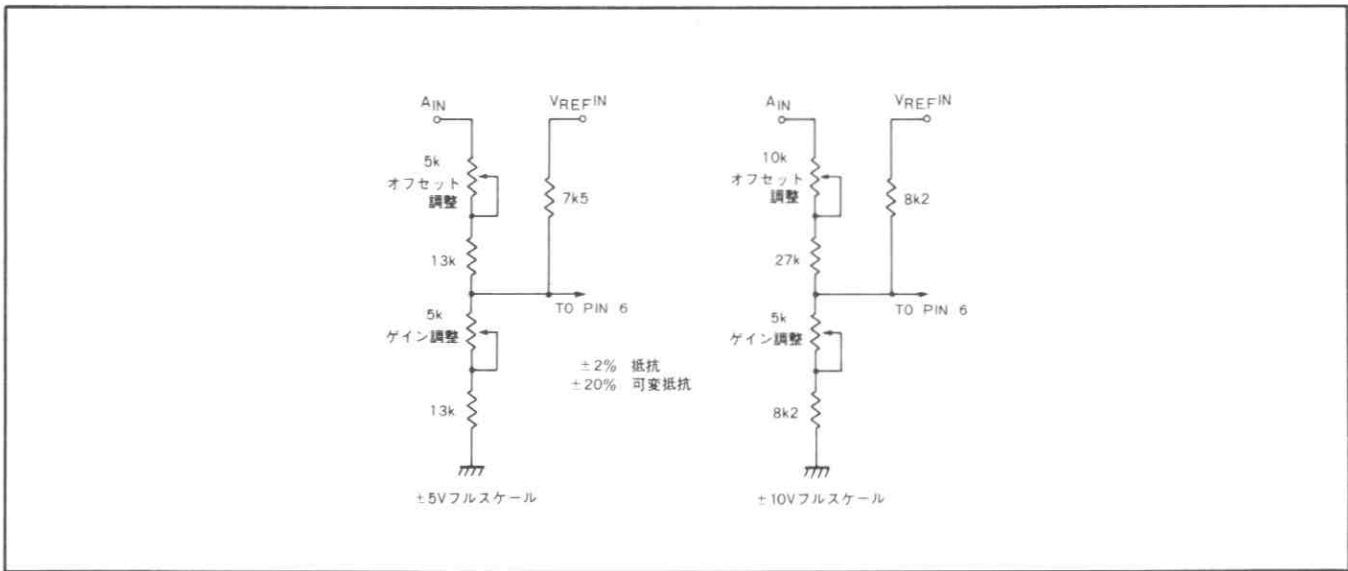 AIN
VREFIN
5k
オフセット
調整
7k5
13k
TO PIN 6
5k
ゲイン調整
13k
±5Vフルスケール
±2% 抵抗
±20% 可変抵抗
AIN
VREFIN
10k
オフセット
調整
8k2
27k
TO PIN 6
5k
ゲイン調整
8k2
±10Vフルスケール